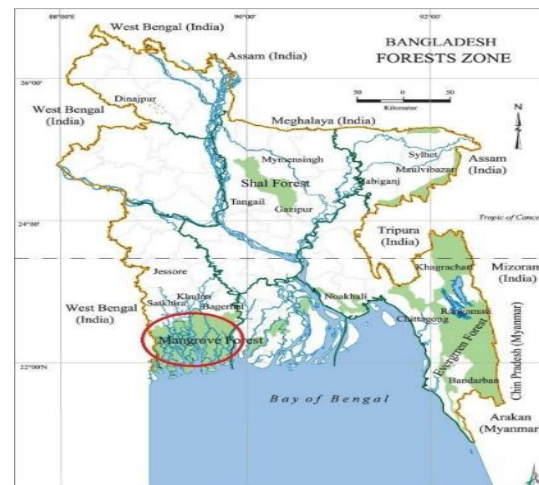 88°00'E
90°00'
92°00'
West Bengal (India)
BANGLADESH
FORESTS ZONE
Assam (India)
26°00'
50 0 50
Kilometer
N
S
Dinajpur
West Bengal
(India)
Meghalaya (India)
Mymensingh
Sylhet
Assam
(India)
Maulvibazar
Habiganj
Shal Forest
Tangail
Gazipur
24°00'
Tripura
(India)
Tropic of Cancer
Khagrachari
Mizoram
(India)
Jessore
West Bengal
(India)
Khulna
Satkhira
Bagerhat
Noakhali
Rangamati
Chittagong
Mangrove Forest
Evergreen Forest
Chin Pradesh (Myanmar)
22°00'N
Bandarban
Bay of Bengal
Arakan
(Myanmar)